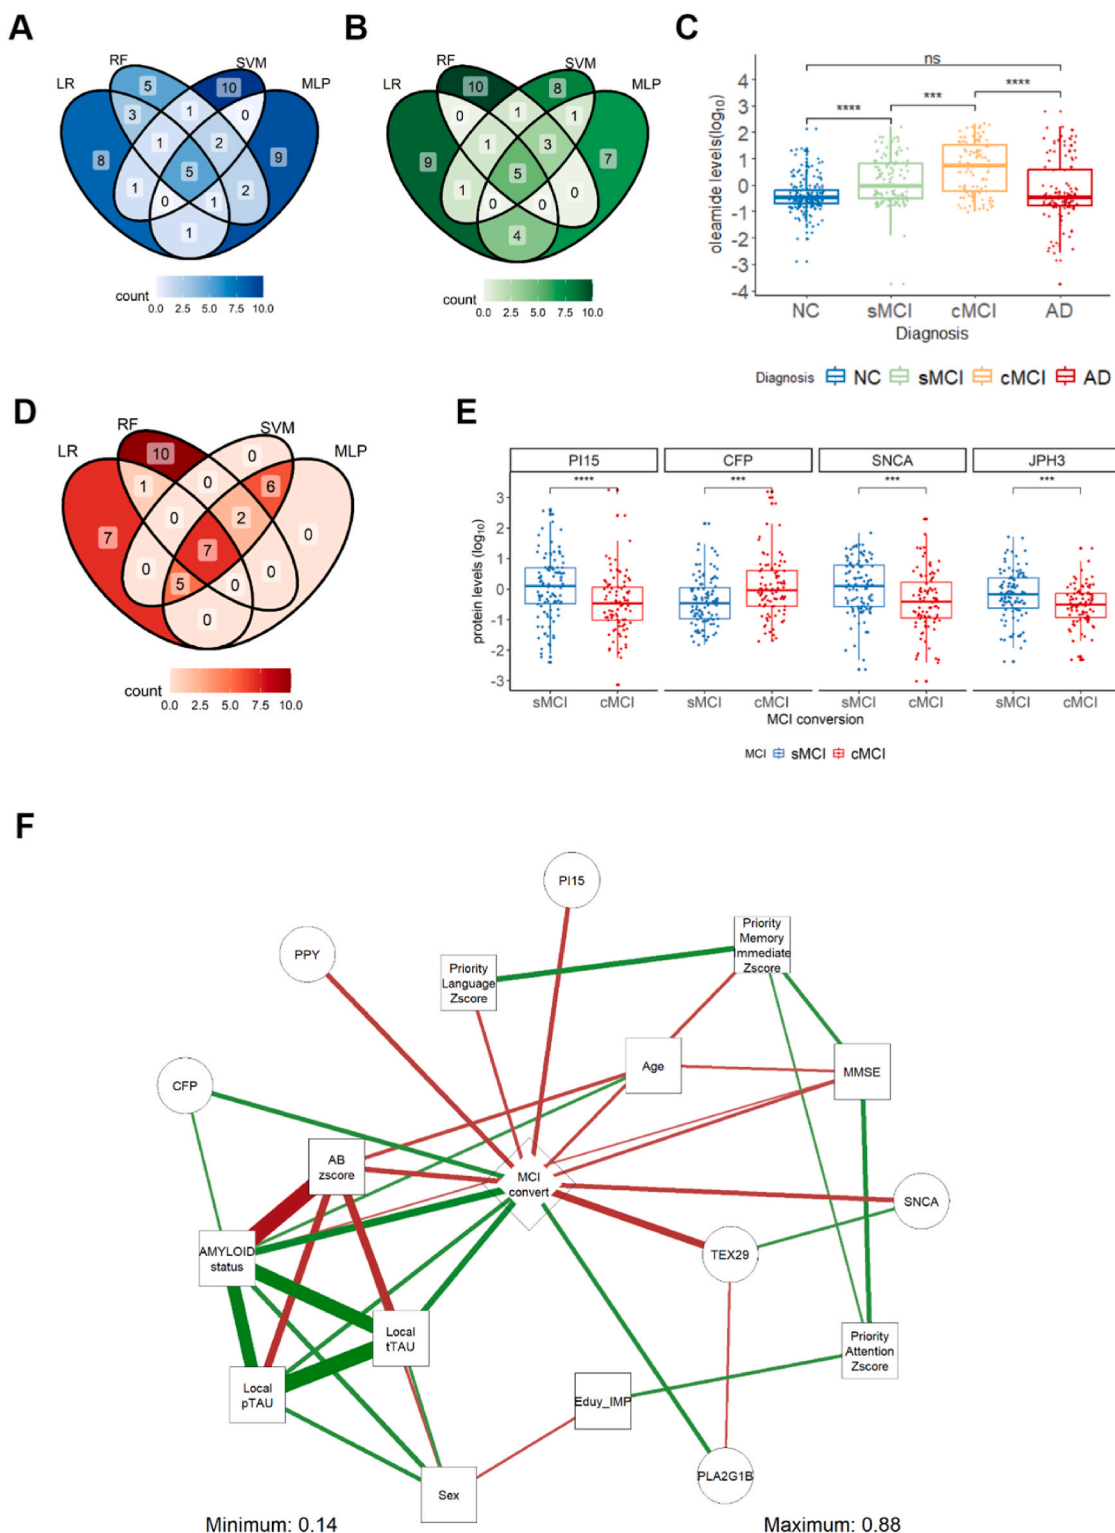 A
RF
SVM
LR
MLP
5
10
3
1
0
8
1
2
9
5
1
2
0
1
1
count
0.0 2.5 5.0 7.5 10.0
B
RF
SVM
LR
MLP
10
8
0
1
1
9
1
3
7
5
1
0
0
0
4
count
0.0 2.5 5.0 7.5 10.0
C
oleamide levels(log10)
4
3
2
1
0
-1
-2
-3
-4
ns
**** *** ****
NC sMCI cMCI AD
Diagnosis
Diagnosis NC sMCI cMCI AD
D
RF
SVM
LR
MLP
10
0
1
0
6
7
0
2
0
7
0
5
0
0
0
count
0.0 2.5 5.0 7.5 10.0
E
PI15 CFP SNCA JPH3
**** *** *** ***
protein levels (log10)
3
2
1
0
-1
-2
-3
sMCI cMCI sMCI cMCI sMCI cMCI sMCI cMCI
MCI conversion
MCI sMCI cMCI
F
PI15
PPY
Priority
Memory
Immediate
Zscore
Priority
Language
Zscore
Age
MMSE
CFP
AB
zscore
MCI
convert
SNCA
AMYLOID
status
TEX29
Local
tTAU
Priority
Attention
Zscore
Local
pTAU
Eduy_IMP
PLA2G1B
Sex
Minimum: 0.14
Maximum: 0.88